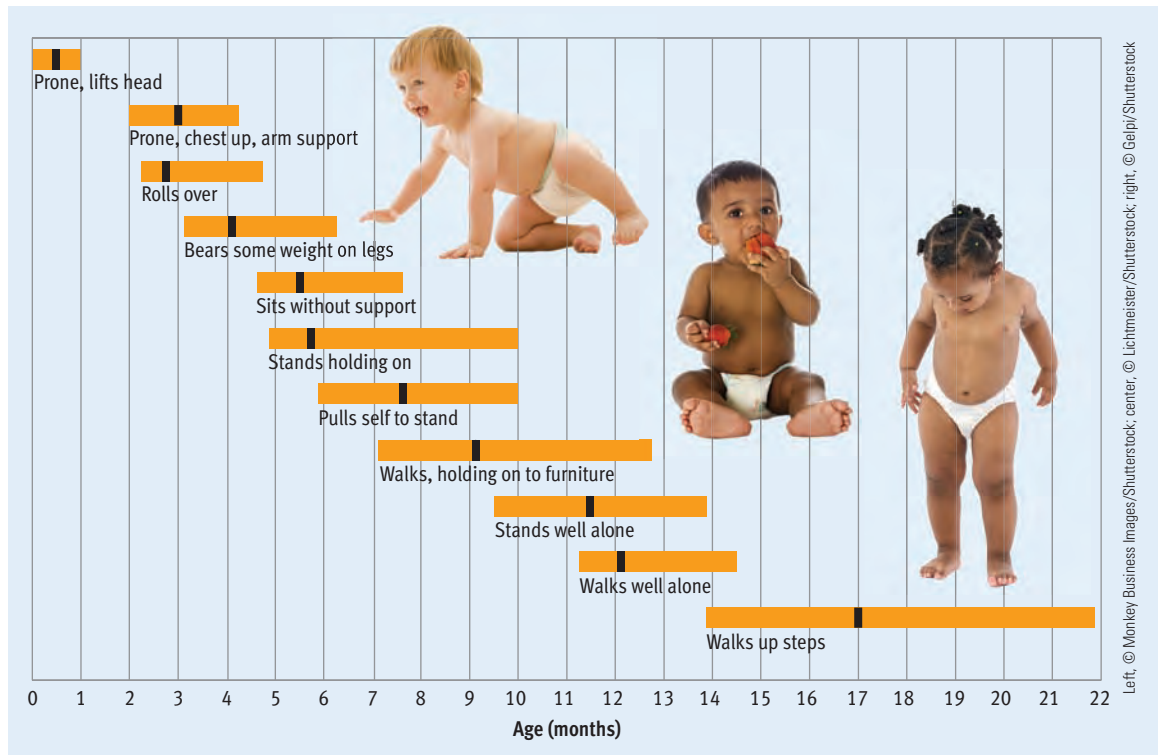 Prone, lifts head
Prone, chest up, arm support
Rolls over
Bears some weight on legs
Sits without support
Stands holding on
Pulls self to stand
Walks, holding on to furniture
Stands well alone
Walks well alone
Walks up steps
0 1 2 3 4 5 6 7 8 9 10 11 12 13 14 15 16 17 18 19 20 21 22
Age (months)
Left, © Monkey Business Images/Shutterstock; center, © Lichtmeister/Shutterstock; right, © Gelpi/Shutterstock